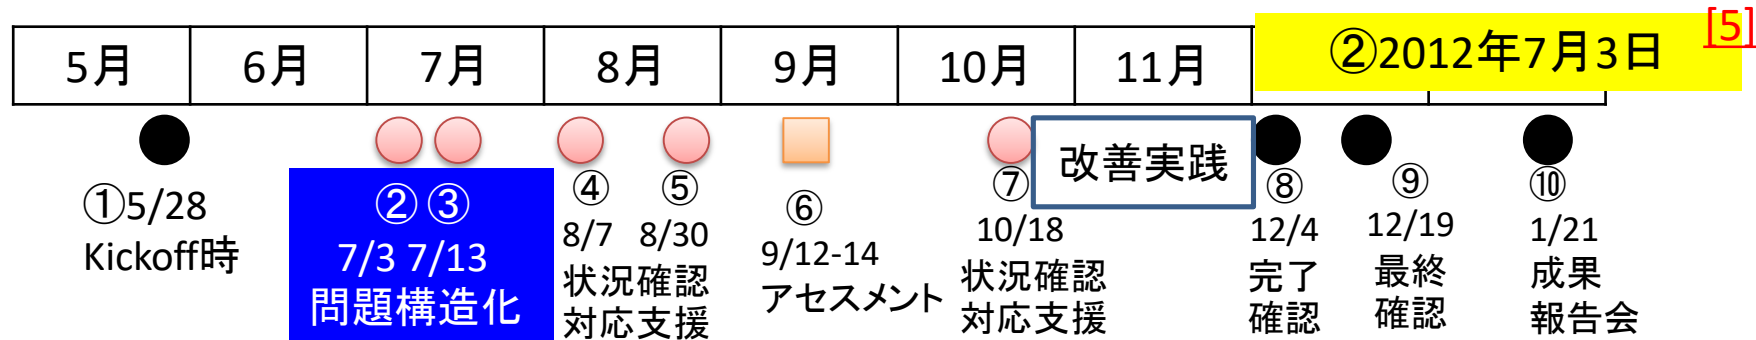 [5]
5月 6月 7月 8月 9月 10月 11月 ②2012年7月3日
改善実践
①5/28
Kickoff時
② ③
7/3 7/13
問題構造化
④ ⑤
8/7 8/30
状況確認
対応支援
⑥
9/12-14
アセスメント
⑦
10/18
状況確認
対応支援
⑧
12/4
完了
確認
⑨
12/19
最終
確認
⑩
1/21
成果
報告会